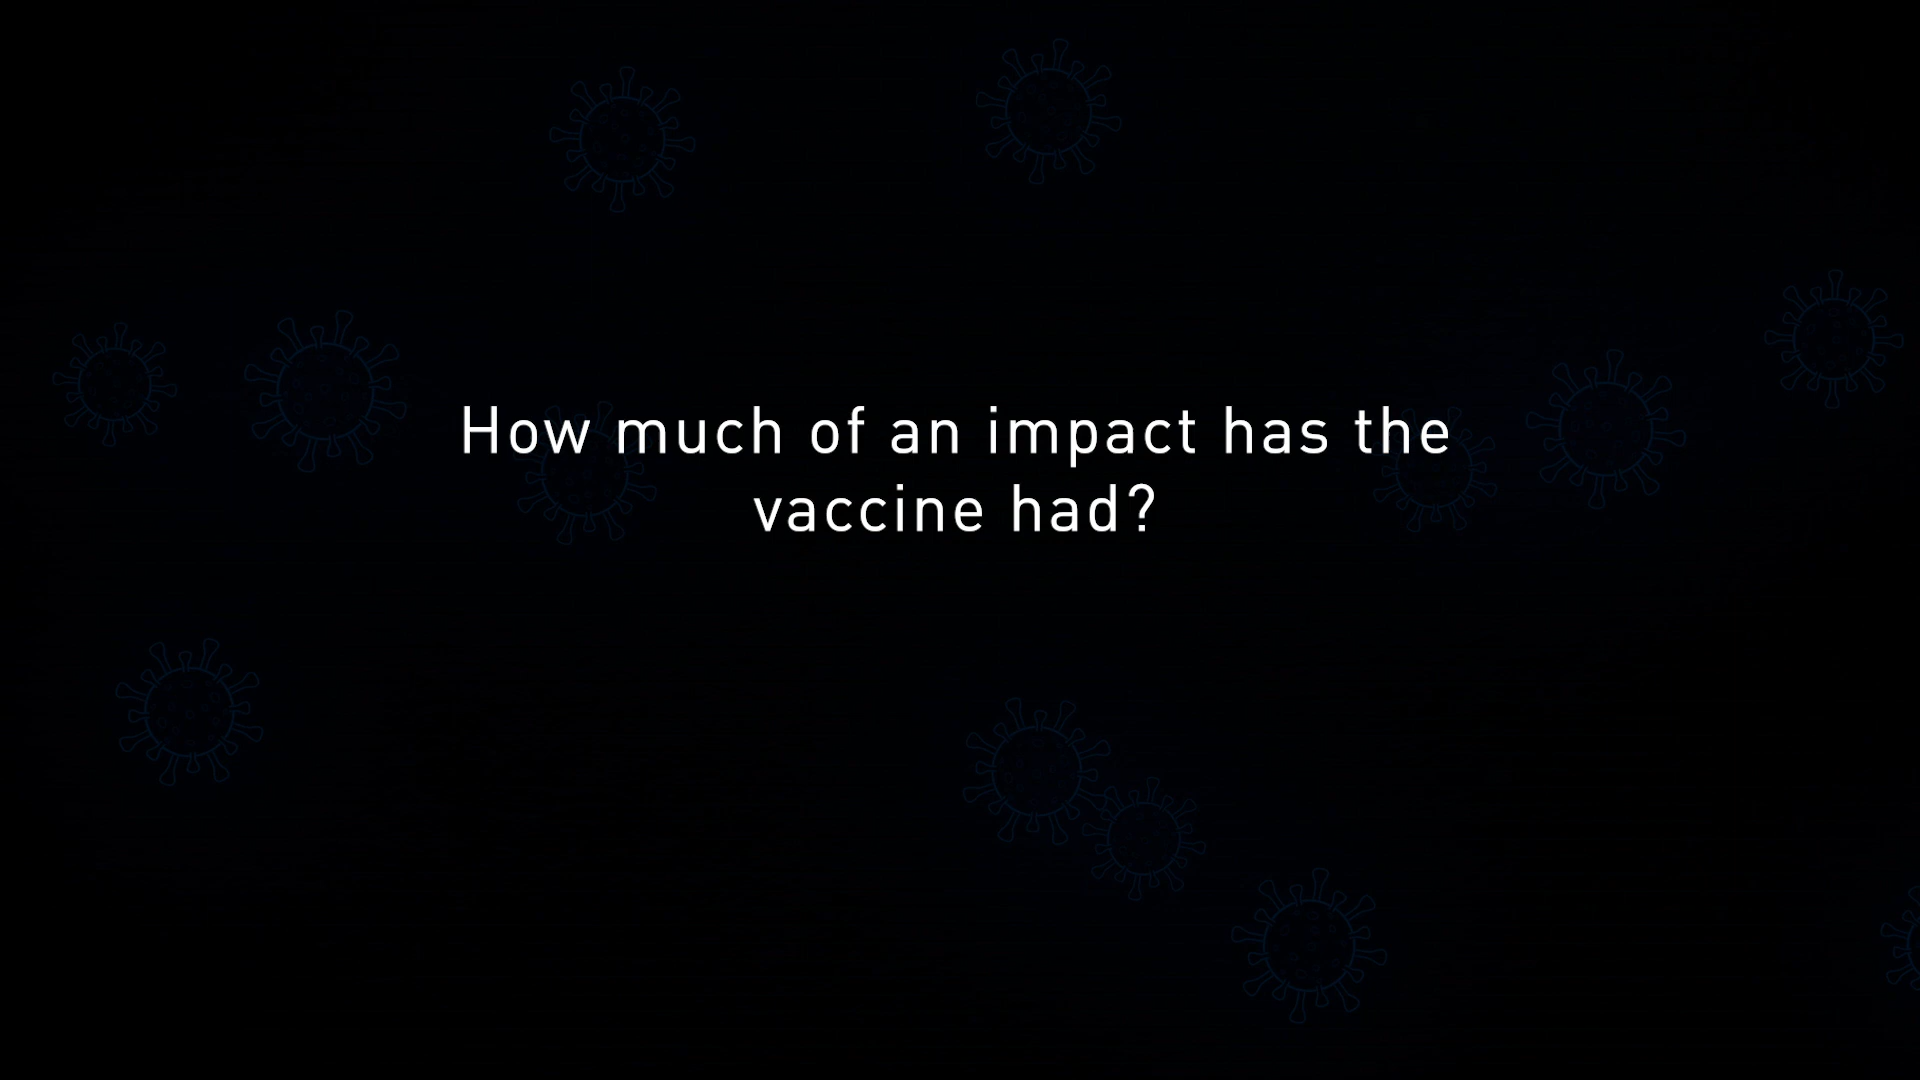 How much of an impact has the
vaccine had?